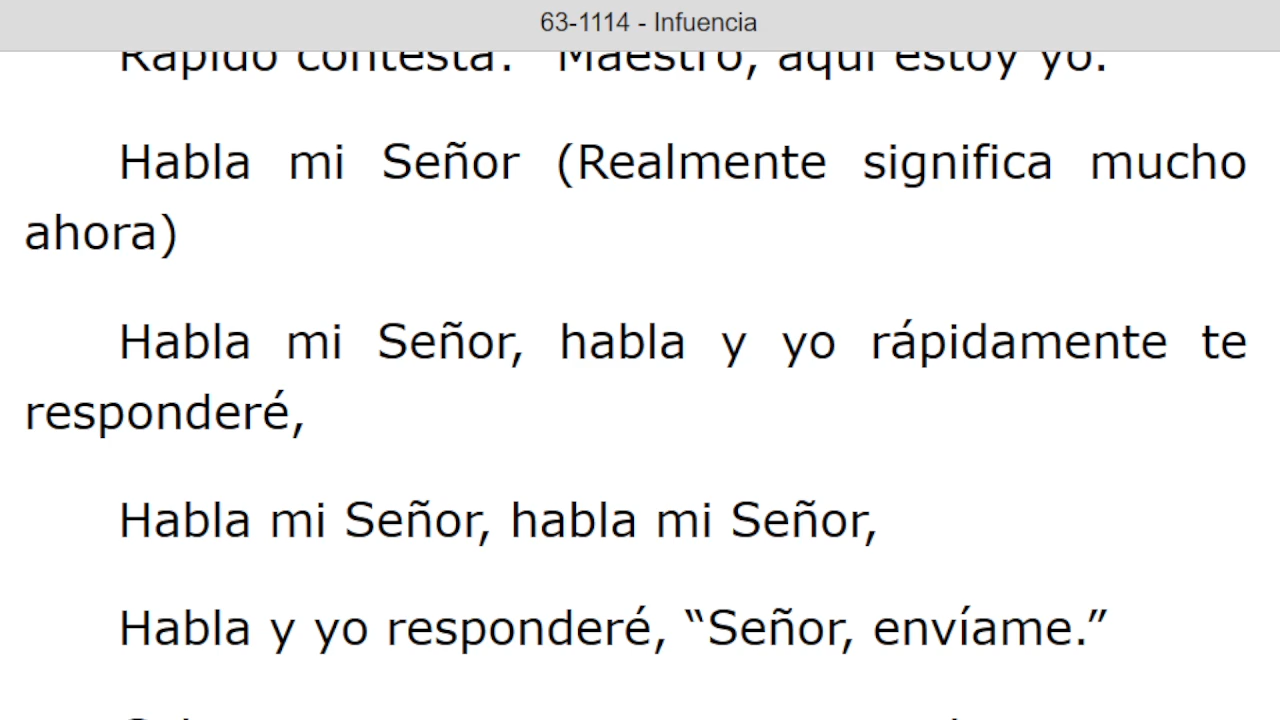 63-1114 - Infuencia
Rápido contesta: "Maestro, aquí estoy yo.
Habla mi Señor (Realmente significa mucho
ahora)
Habla mi Señor, habla y yo rápidamente te
responderé,
Habla mi Señor, habla mi Señor,
Habla y yo responderé, “Señor, envíame.”